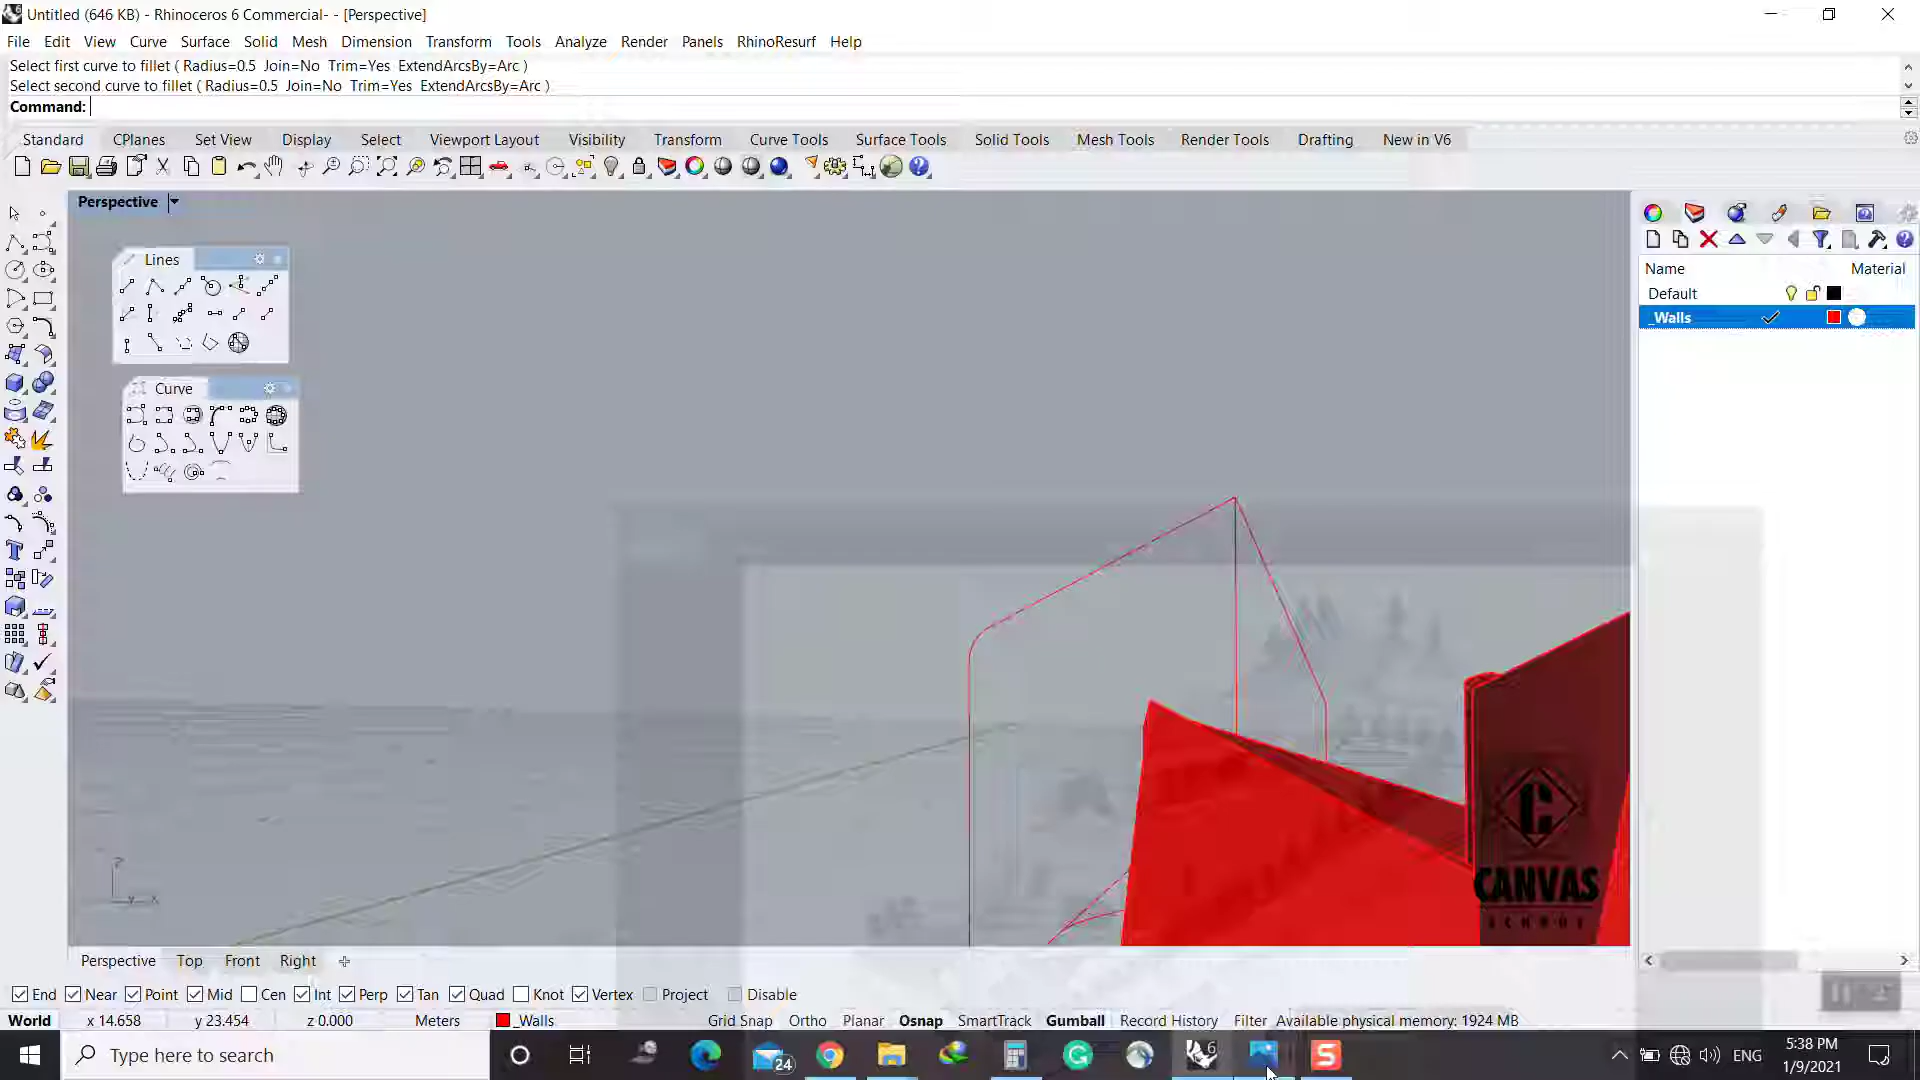 Untitled (646 KB) - Rhinoceros 6 Commercial- - [Perspective]
File Edit View Curve Surface Solid Mesh Dimension Transform Tools Analyze Render Panels RhinoResurf Help
Select first curve to fillet ( Radius=0.5 Join=No Trim=Yes ExtendArcsBy=Arc )
Select second curve to fillet ( Radius=0.5 Join=No Trim=Yes ExtendArcsBy=Arc )
Command:
Standard CPlanes Set View Display Select Viewport Layout Visibility Transform Curve Tools Surface Tools Solid Tools Mesh Tools Render Tools Drafting New in V6
Perspective
Lines
Curve
Name Material
Default
_Walls
CANVAS
SCHOOL
Perspective Top Front Right
End Near Point Mid Cen Int Perp Tan Quad Knot Vertex Project Disable
World x 14.658 y 23.454 z 0.000 Meters _Walls Grid Snap Ortho Planar Osnap SmartTrack Gumball Record History Filter Available physical memory: 1924 MB
Type here to search
24
6
ENG
5:38 PM
1/9/2021